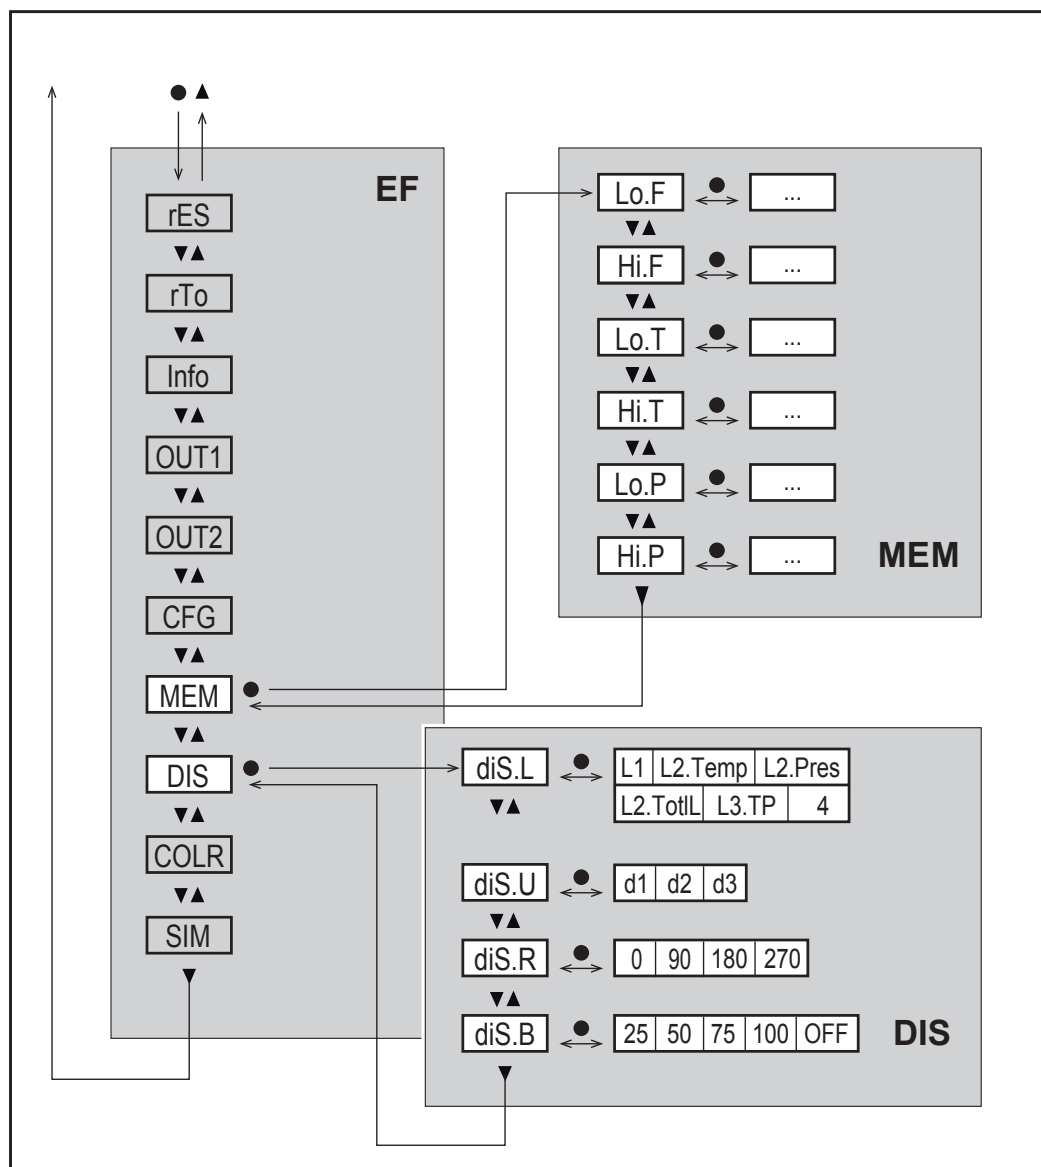 EF
rES
rTo
Info
OUT1
OUT2
CFG
MEM
DIS
COLR
SIM
Lo.F ...
Hi.F ...
Lo.T ...
Hi.T ...
Lo.P ...
Hi.P ...
MEM
diS.L L1 L2.Temp L2.Pres
L2.TotlL L3.TP 4
diS.U d1 d2 d3
diS.R 0 90 180 270
diS.B 25 50 75 100 OFF
DIS